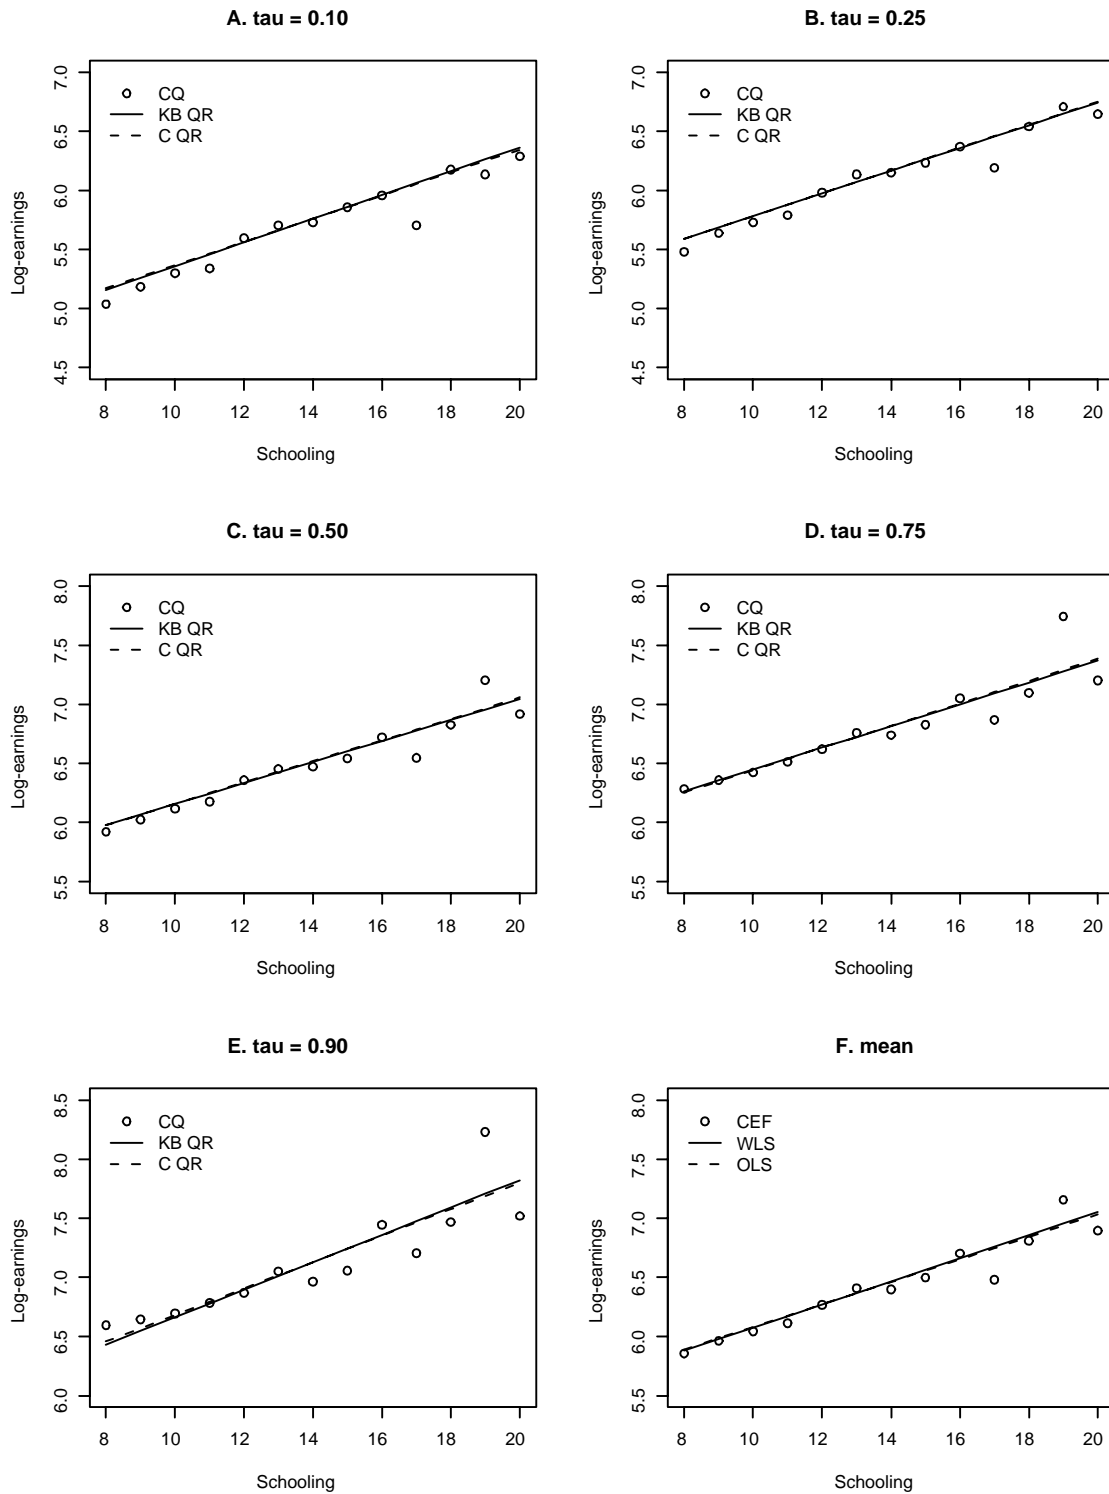 A. tau = 0.10
7.0
6.5
6.0
5.5
5.0
4.5
Log-earnings
CQ
KB QR
C QR
8 10 12 14 16 18 20
Schooling
B. tau = 0.25
7.0
6.5
6.0
5.5
5.0
4.5
Log-earnings
CQ
KB QR
C QR
8 10 12 14 16 18 20
Schooling
C. tau = 0.50
8.0
7.5
7.0
6.5
6.0
5.5
Log-earnings
CQ
KB QR
C QR
8 10 12 14 16 18 20
Schooling
D. tau = 0.75
8.0
7.5
7.0
6.5
6.0
5.5
Log-earnings
CQ
KB QR
C QR
8 10 12 14 16 18 20
Schooling
E. tau = 0.90
8.5
8.0
7.5
7.0
6.5
6.0
Log-earnings
CQ
KB QR
C QR
8 10 12 14 16 18 20
Schooling
F. mean
8.0
7.5
7.0
6.5
6.0
5.5
Log-earnings
CEF
WLS
OLS
8 10 12 14 16 18 20
Schooling